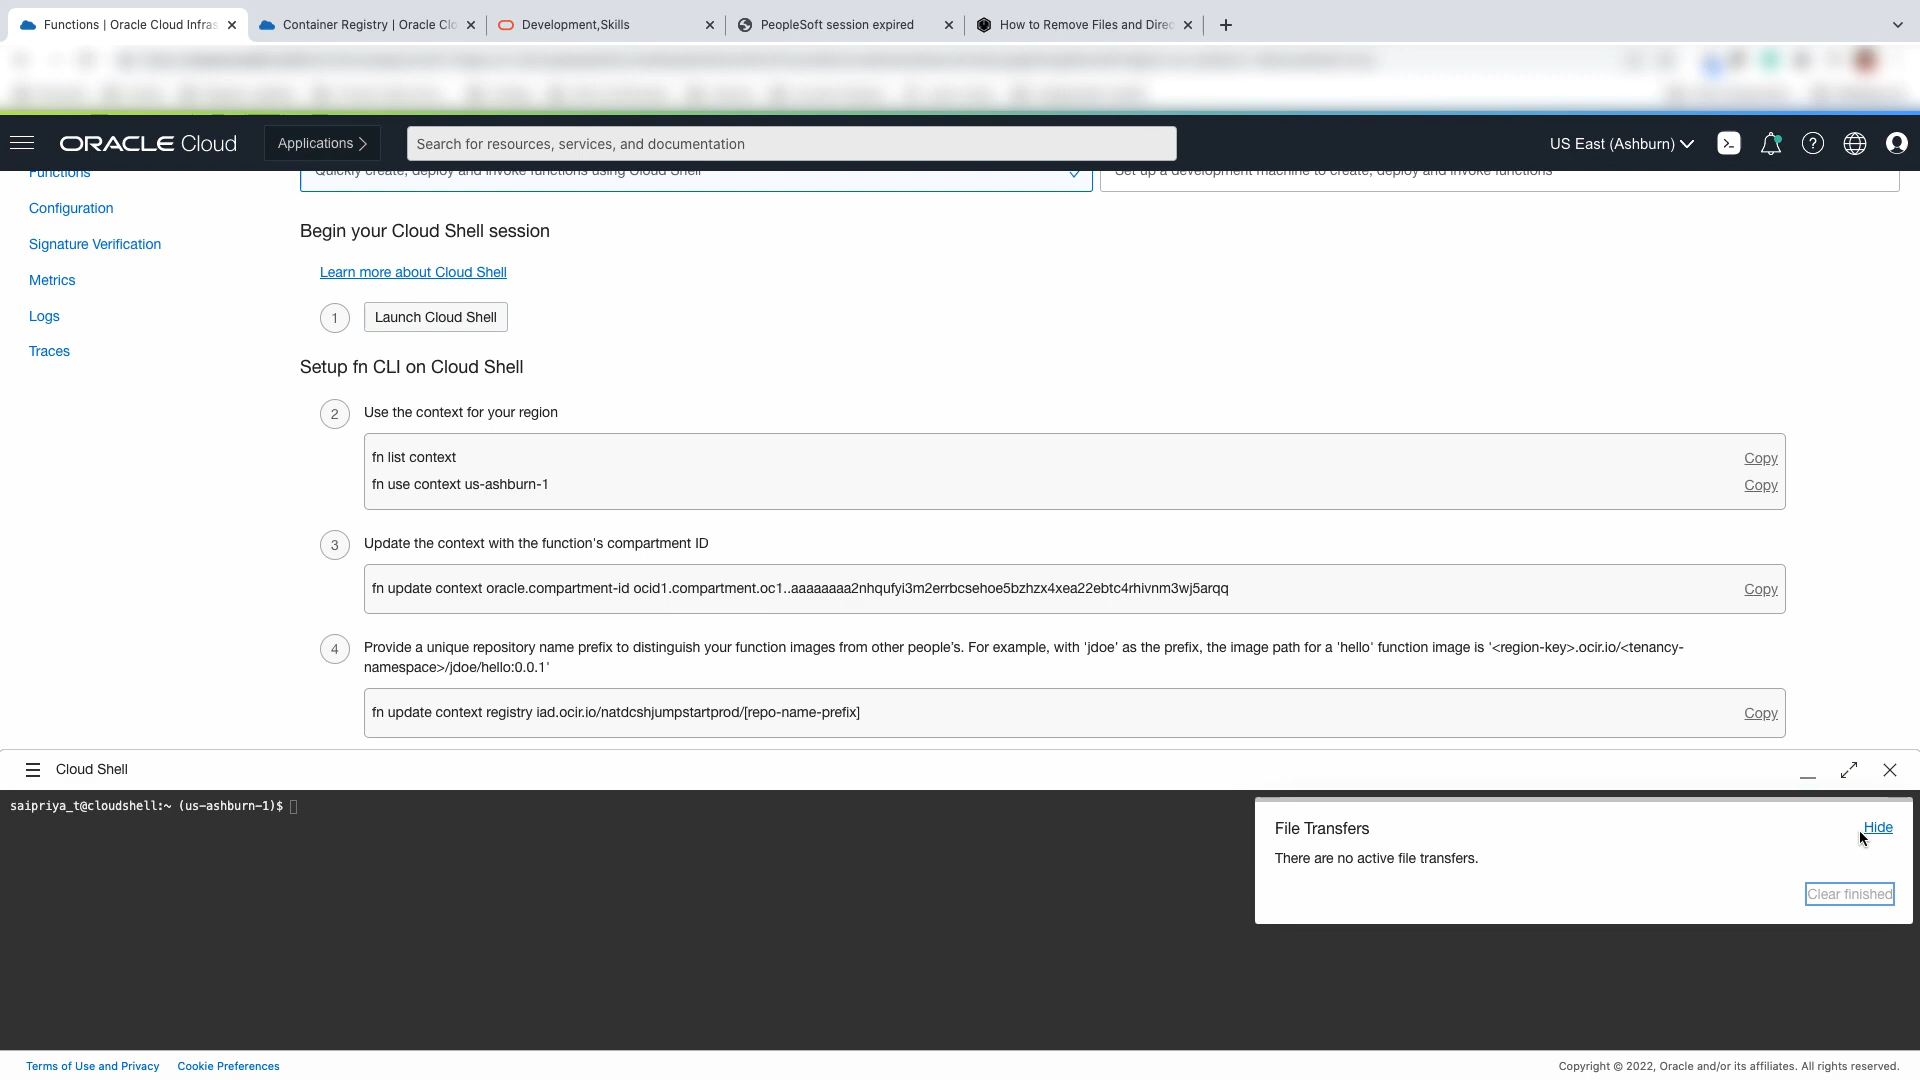 Functions | Oracle Cloud Infras
Container Registry | Oracle Clo
Development,Skills
PeopleSoft session expired
How to Remove Files and Direc
ORACLE Cloud
Applications
Search for resources, services, and documentation
US East (Ashburn)
Functions
Quickly create, deploy and invoke functions using Cloud Shell
Set up a development machine to create, deploy and invoke functions
Configuration
Signature Verification
Metrics
Logs
Traces
Begin your Cloud Shell session
Learn more about Cloud Shell
1
Launch Cloud Shell
Setup fn CLI on Cloud Shell
2
Use the context for your region
fn list context
Copy
fn use context us-ashburn-1
Copy
3
Update the context with the function's compartment ID
fn update context oracle.compartment-id ocid1.compartment.oc1..aaaaaaaa2nhqufyi3m2errbcsehoe5bzhzx4xea22ebtc4rhivnm3wj5arqq
Copy
4
Provide a unique repository name prefix to distinguish your function images from other people's. For example, with 'jdoe' as the prefix, the image path for a 'hello' function image is '<region-key>.ocir.io/<tenancy-
namespace>/jdoe/hello:0.0.1'
fn update context registry iad.ocir.io/natdcshjumpstartprod/[repo-name-prefix]
Copy
Cloud Shell
saipriya_t@cloudshell:~ (us-ashburn-1)$
File Transfers
Hide
There are no active file transfers.
Clear finished
Terms of Use and Privacy
Cookie Preferences
Copyright © 2022, Oracle and/or its affiliates. All rights reserved.